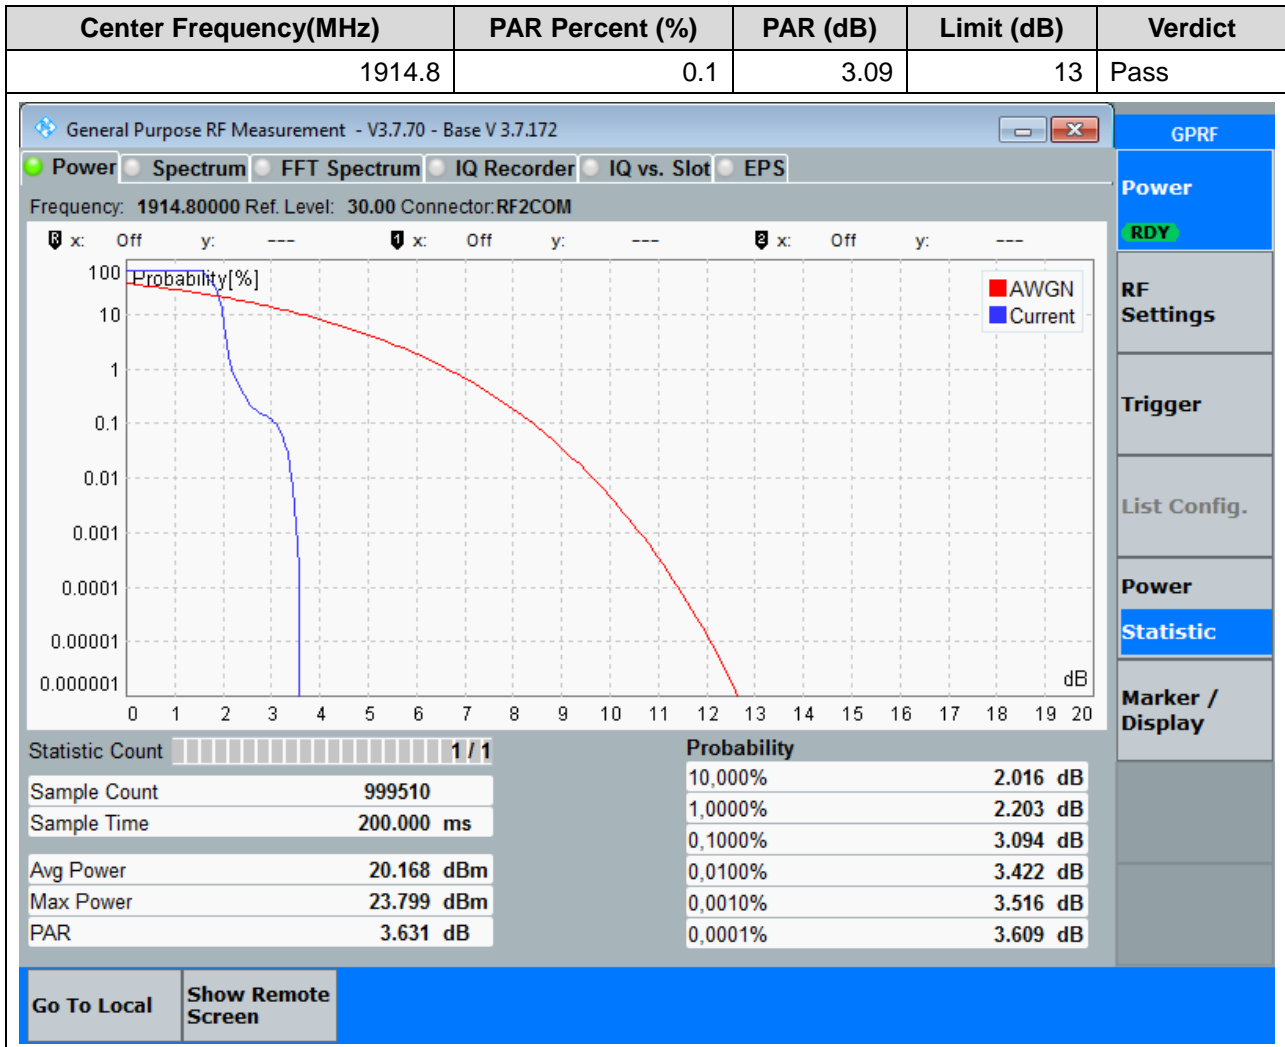 Center Frequency(MHz) PAR Percent (%) PAR (dB) Limit (dB) Verdict
1914.8 0.1 3.09 13 Pass
General Purpose RF Measurement - V3.7.70 - Base V 3.7.172
GPRF
Power Spectrum FFT Spectrum IQ Recorder IQ vs. Slot EPS
Power
RDY
Frequency: 1914.80000 Ref. Level: 30.00 Connector:RF2COM
R x: Off y: --- 1 x: Off y: --- 2 x: Off y: ---
Probability[%]
AWGN
Current
100
10
1
0.1
0.01
0.001
0.0001
0.00001
0.000001
dB
0 1 2 3 4 5 6 7 8 9 10 11 12 13 14 15 16 17 18 19 20
RF
Settings
Trigger
List Config.
Power
Statistic
Marker /
Display
Statistic Count 1 / 1
Sample Count 999510
Sample Time 200.000 ms
Avg Power 20.168 dBm
Max Power 23.799 dBm
PAR 3.631 dB
Probability
10,000% 2.016 dB
1,0000% 2.203 dB
0,1000% 3.094 dB
0,0100% 3.422 dB
0,0010% 3.516 dB
0,0001% 3.609 dB
Go To Local
Show Remote
Screen